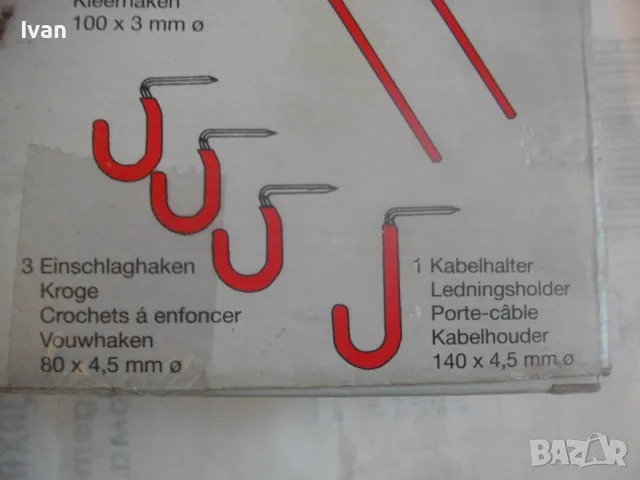 Ivan
Kleerhaken
100 x 3 mm ø
3 Einschlaghaken
Kroge
Crochets á enfoncer
Vouwhaken
80 x 4,5 mm ø
1 Kabelhalter
Ledningsholder
Porte-câble
Kabelhouder
140 x 4,5 mm ø
BAZAR